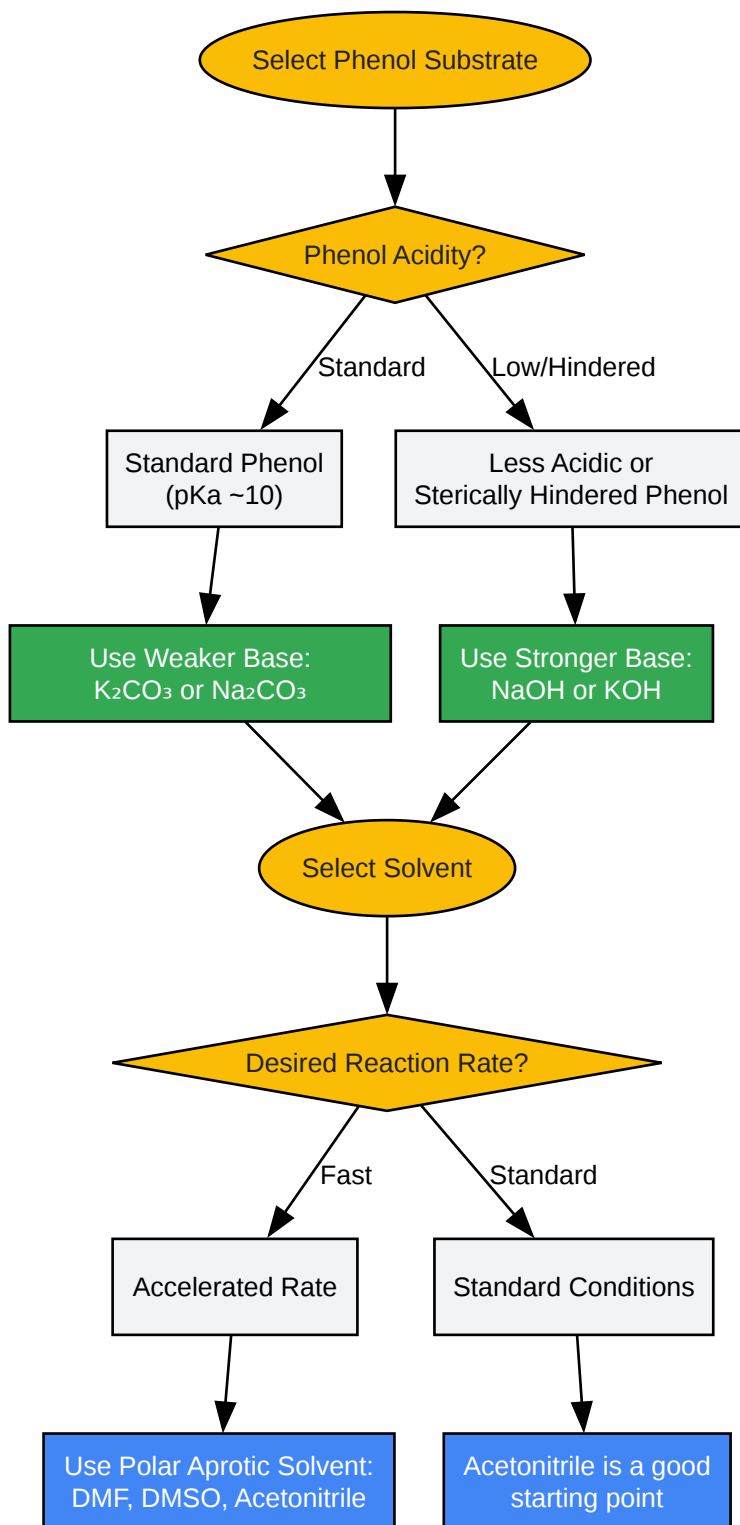 Select Phenol Substrate
Phenol Acidity?
Standard
Low/Hindered
Standard Phenol
(pKa ~10)
Less Acidic or
Sterically Hindered Phenol
Use Weaker Base:
K₂CO₃ or Na₂CO₃
Use Stronger Base:
NaOH or KOH
Select Solvent
Desired Reaction Rate?
Fast
Standard
Accelerated Rate
Standard Conditions
Use Polar Aprotic Solvent:
DMF, DMSO, Acetonitrile
Acetonitrile is a good
starting point